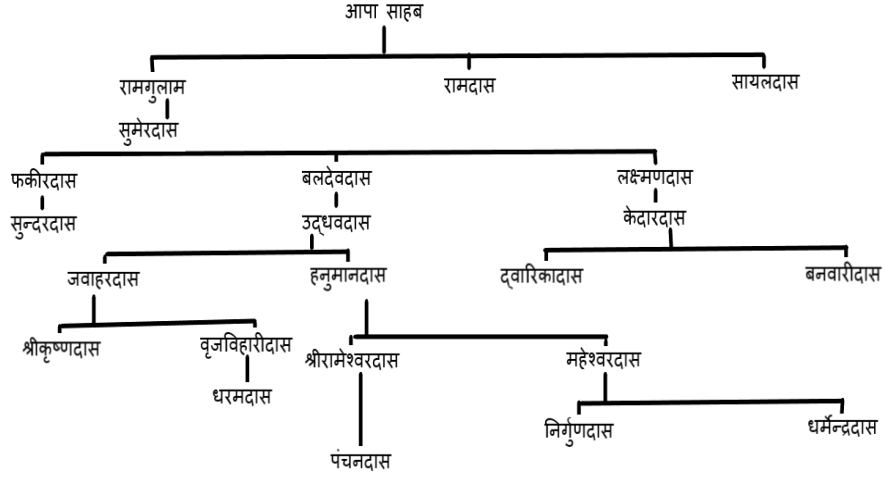 आपा साहब
रामगुलाम रामदास सायलदास
सुमेरदास
फकीरदास बलदेवदास लक्ष्मणदास
सुन्दरदास उद्धवदास केदारदास
जवाहरदास हनुमानदास द्वारिकादास बनवारीदास
श्रीकृष्णदास वृजविहारीदास श्रीरामेश्वरदास महेश्वरदास
धरमदास
निर्गुणदास धर्मेन्द्रदास
पंचनदास